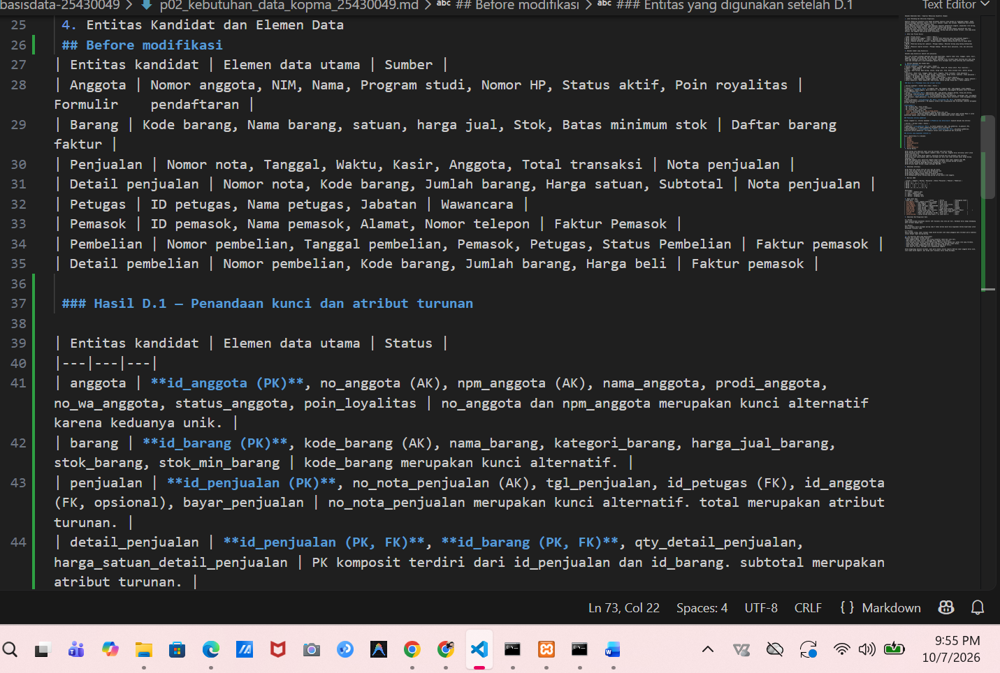 basisdata-25430049 > p02_kebutuhan_data_kopma_25430049.md > abc ## Before modifikasi > abc ### Entitas yang digunakan setelah D.1
Text Editor
25 4. Entitas Kandidat dan Elemen Data
26 ## Before modifikasi
27 | Entitas kandidat | Elemen data utama | Sumber |
28 | Anggota | Nomor anggota, NIM, Nama, Program studi, Nomor HP, Status aktif, Poin royalitas |
Formulir    pendaftaran |
29 | Barang | Kode barang, Nama barang, satuan, harga jual, Stok, Batas minimum stok | Daftar barang
faktur |
30 | Penjualan | Nomor nota, Tanggal, Waktu, Kasir, Anggota, Total transaksi | Nota penjualan |
31 | Detail penjualan | Nomor nota, Kode barang, Jumlah barang, Harga satuan, Subtotal | Nota penjualan |
32 | Petugas | ID petugas, Nama petugas, Jabatan | Wawancara |
33 | Pemasok | ID pemasok, Nama pemasok, Alamat, Nomor telepon | Faktur Pemasok |
34 | Pembelian | Nomor pembelian, Tanggal pembelian, Pemasok, Petugas, Status Pembelian | Faktur pemasok |
35 | Detail pembelian | Nomor pembelian, Kode barang, Jumlah barang, Harga beli | Faktur pemasok |
36
37 ### Hasil D.1 — Penandaan kunci dan atribut turunan
38
39 | Entitas kandidat | Elemen data utama | Status |
40 |---|---|---|
41 | anggota | **id_anggota (PK)**, no_anggota (AK), npm_anggota (AK), nama_anggota, prodi_anggota,
no_wa_anggota, status_anggota, poin_loyalitas | no_anggota dan npm_anggota merupakan kunci alternatif
karena keduanya unik. |
42 | barang | **id_barang (PK)**, kode_barang (AK), nama_barang, kategori_barang, harga_jual_barang,
stok_barang, stok_min_barang | kode_barang merupakan kunci alternatif. |
43 | penjualan | **id_penjualan (PK)**, no_nota_penjualan (AK), tgl_penjualan, id_petugas (FK), id_anggota
(FK, opsional), bayar_penjualan | no_nota_penjualan merupakan kunci alternatif. total merupakan atribut
turunan. |
44 | detail_penjualan | **id_penjualan (PK, FK)**, **id_barang (PK, FK)**, qty_detail_penjualan,
harga_satuan_detail_penjualan | PK komposit terdiri dari id_penjualan dan id_barang. subtotal merupakan
atribut turunan. |
Ln 73, Col 22 Spaces: 4 UTF-8 CRLF { } Markdown
9:55 PM
10/7/2026